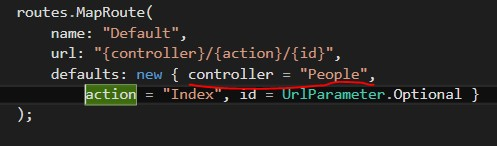 routes.MapRoute(
name: "Default",
url: "{controller}/{action}/{id}",
defaults: new { controller = "People",
action = "Index", id = UrlParameter.Optional }
);